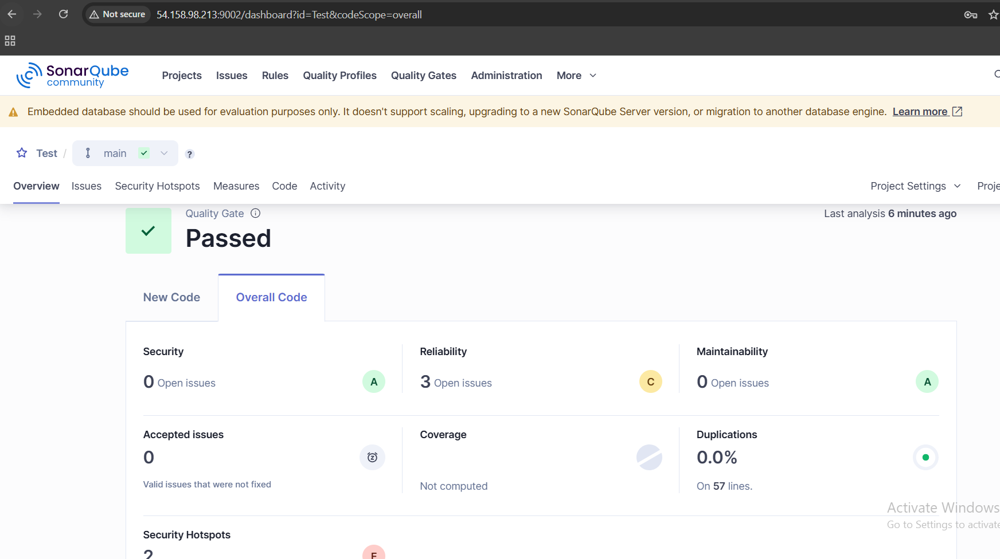 Not secure 54.158.98.213:9002/dashboard?id=Test&codeScope=overall
SonarQube
community
Projects Issues Rules Quality Profiles Quality Gates Administration More
Embedded database should be used for evaluation purposes only. It doesn't support scaling, upgrading to a new SonarQube Server version, or migration to another database engine. Learn more
Test / main ?
Overview Issues Security Hotspots Measures Code Activity Project Settings Proje
Quality Gate Last analysis 6 minutes ago
Passed
New Code Overall Code
Security Reliability Maintainability
0 Open issues A 3 Open issues C 0 Open issues A
Accepted issues Coverage Duplications
0 0.0%
Valid issues that were not fixed Not computed On 57 lines.
Activate Windows
Go to Settings to activate
Security Hotspots
2